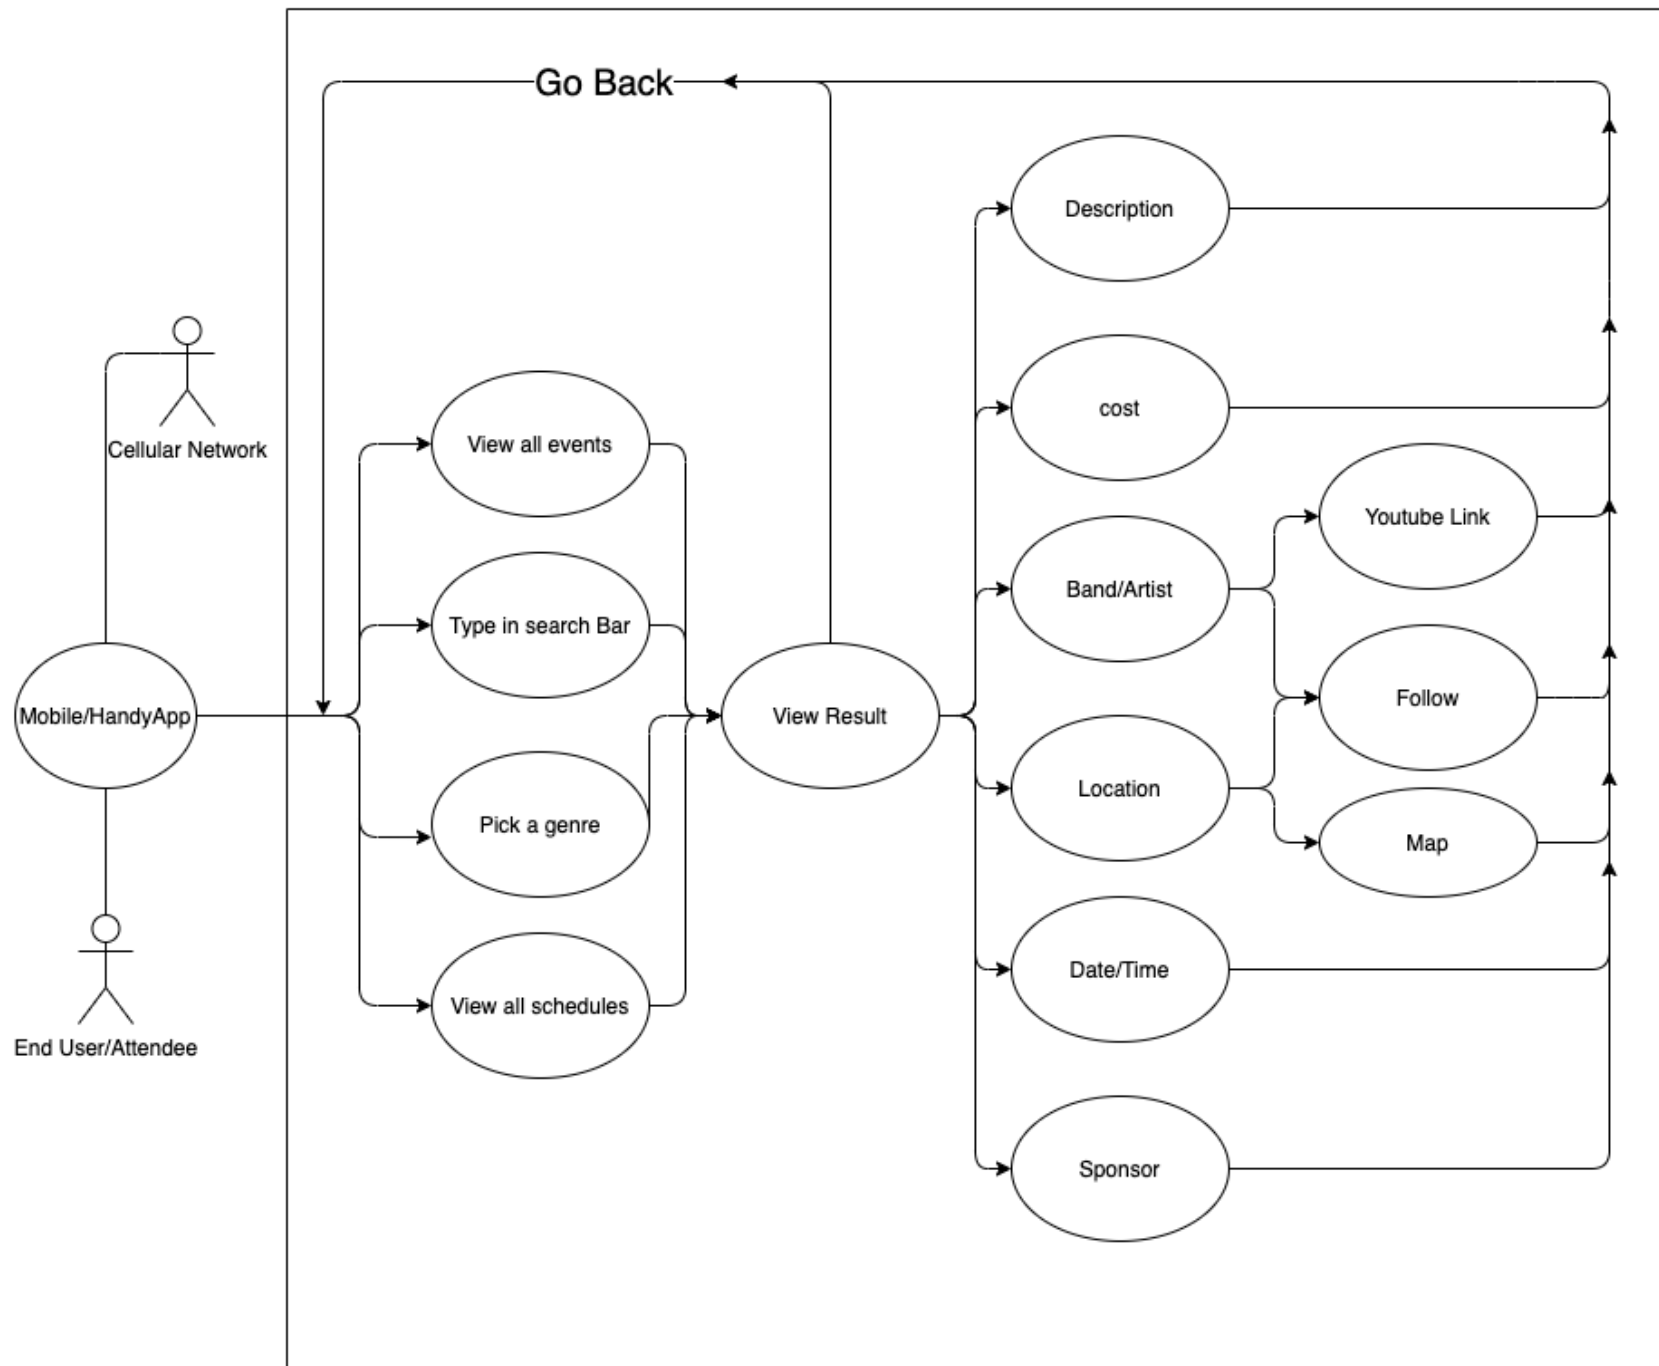 Go Back
Description
Cellular Network
View all events
cost
Youtube Link
Type in search Bar
Band/Artist
Follow
Mobile/HandyApp
View Result
Location
Pick a genre
Map
View all schedules
Date/Time
End User/Attendee
Sponsor